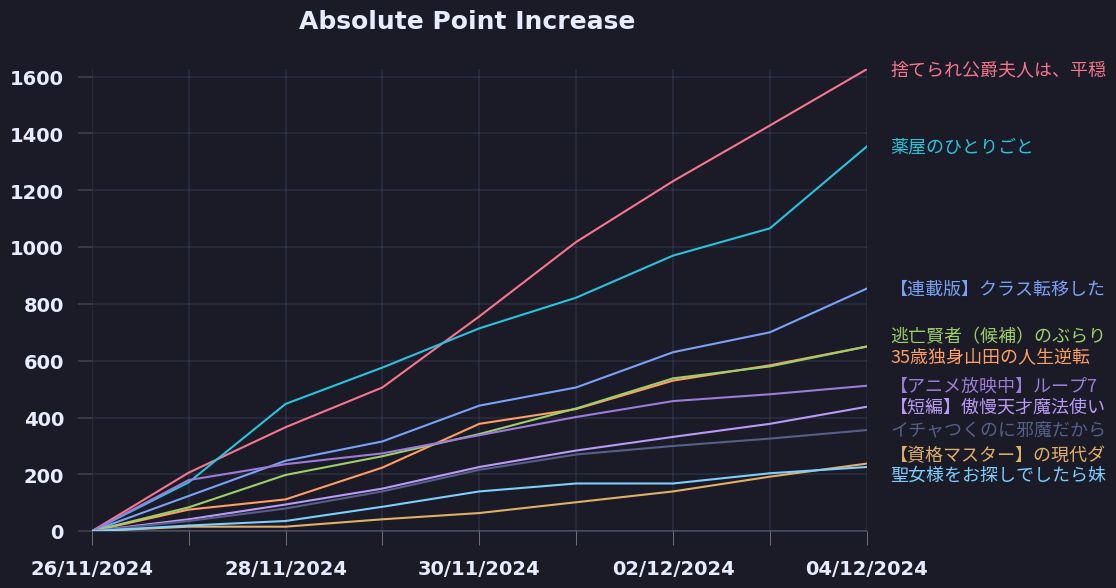 Absolute Point Increase
1600
1400
1200
1000
800
600
400
200
0
26/11/2024
28/11/2024
30/11/2024
02/12/2024
04/12/2024
捨てられ公爵夫人は、平穏
薬屋のひとりごと
【連載版】クラス転移した
逃亡賢者（候補）のぶらり
35歳独身山田の人生逆転
【アニメ放映中】ループ7
【短編】傲慢天才魔法使い
イチャつくのに邪魔だから
【資格マスター】の現代ダ
聖女様をお探しでしたら妹